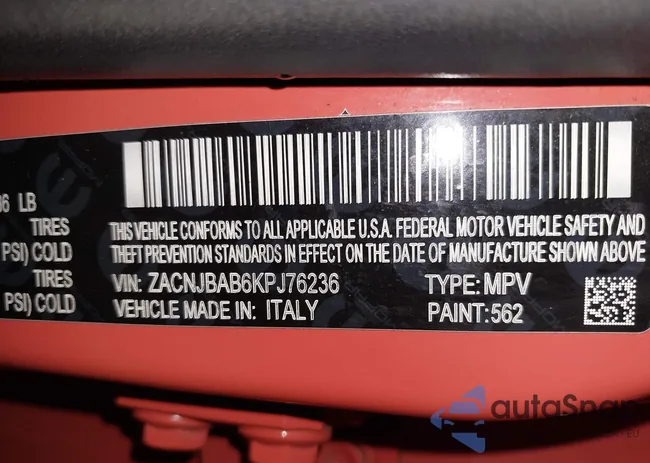 06 LB
TIRES
PSI) COLD
TIRES
PSI) COLD
THIS VEHICLE CONFORMS TO ALL APPLICABLE U.S.A. FEDERAL MOTOR VEHICLE SAFETY AND
THEFT PREVENTION STANDARDS IN EFFECT ON THE DATE OF MANUFACTURE SHOWN ABOVE
VIN: ZACNJBAB6KPJ76236 TYPE: MPV
VEHICLE MADE IN: ITALY PAINT: 562
autaSnap